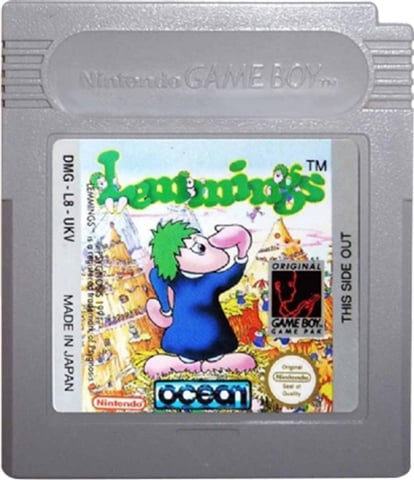 Nintendo GAME BOY TM
Lemmings TM
DMG - L8 - UKV
MADE IN JAPAN
THIS SIDE OUT
ORIGINAL
GAME BOY
GAME PAK
Original
Nintendo
Seal of
Quality
Nintendo
ocean